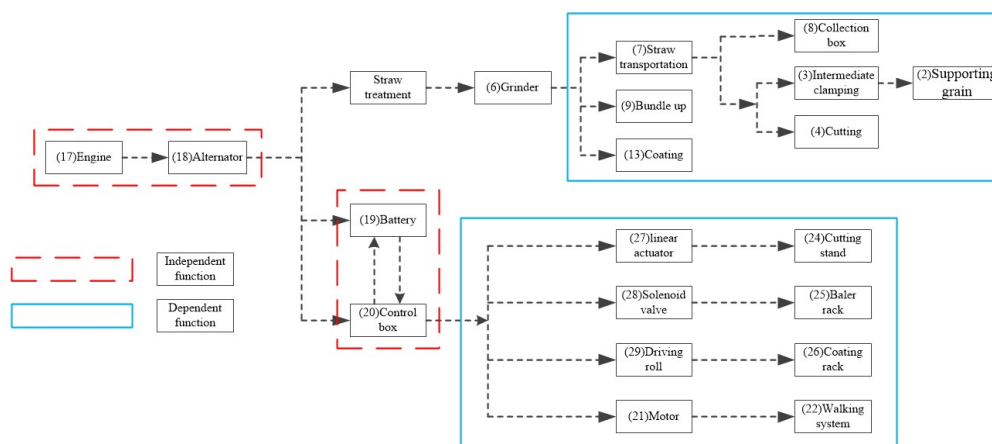 (8)Collection
box
(7)Straw
transportation
(3)Intermediate
clamping
(2)Supporting
grain
Straw
treatment
(6)Grinder
(9)Bundle up
(4)Cutting
(13)Coating
(17)Engine
(18)Alternator
(19)Battery
(20)Control
box
(27)linear
actuator
(24)Cutting
stand
(28)Solenoid
valve
(25)Baler
rack
(29)Driving
roll
(26)Coating
rack
(21)Motor
(22)Walking
system
Independent
function
Dependent
function